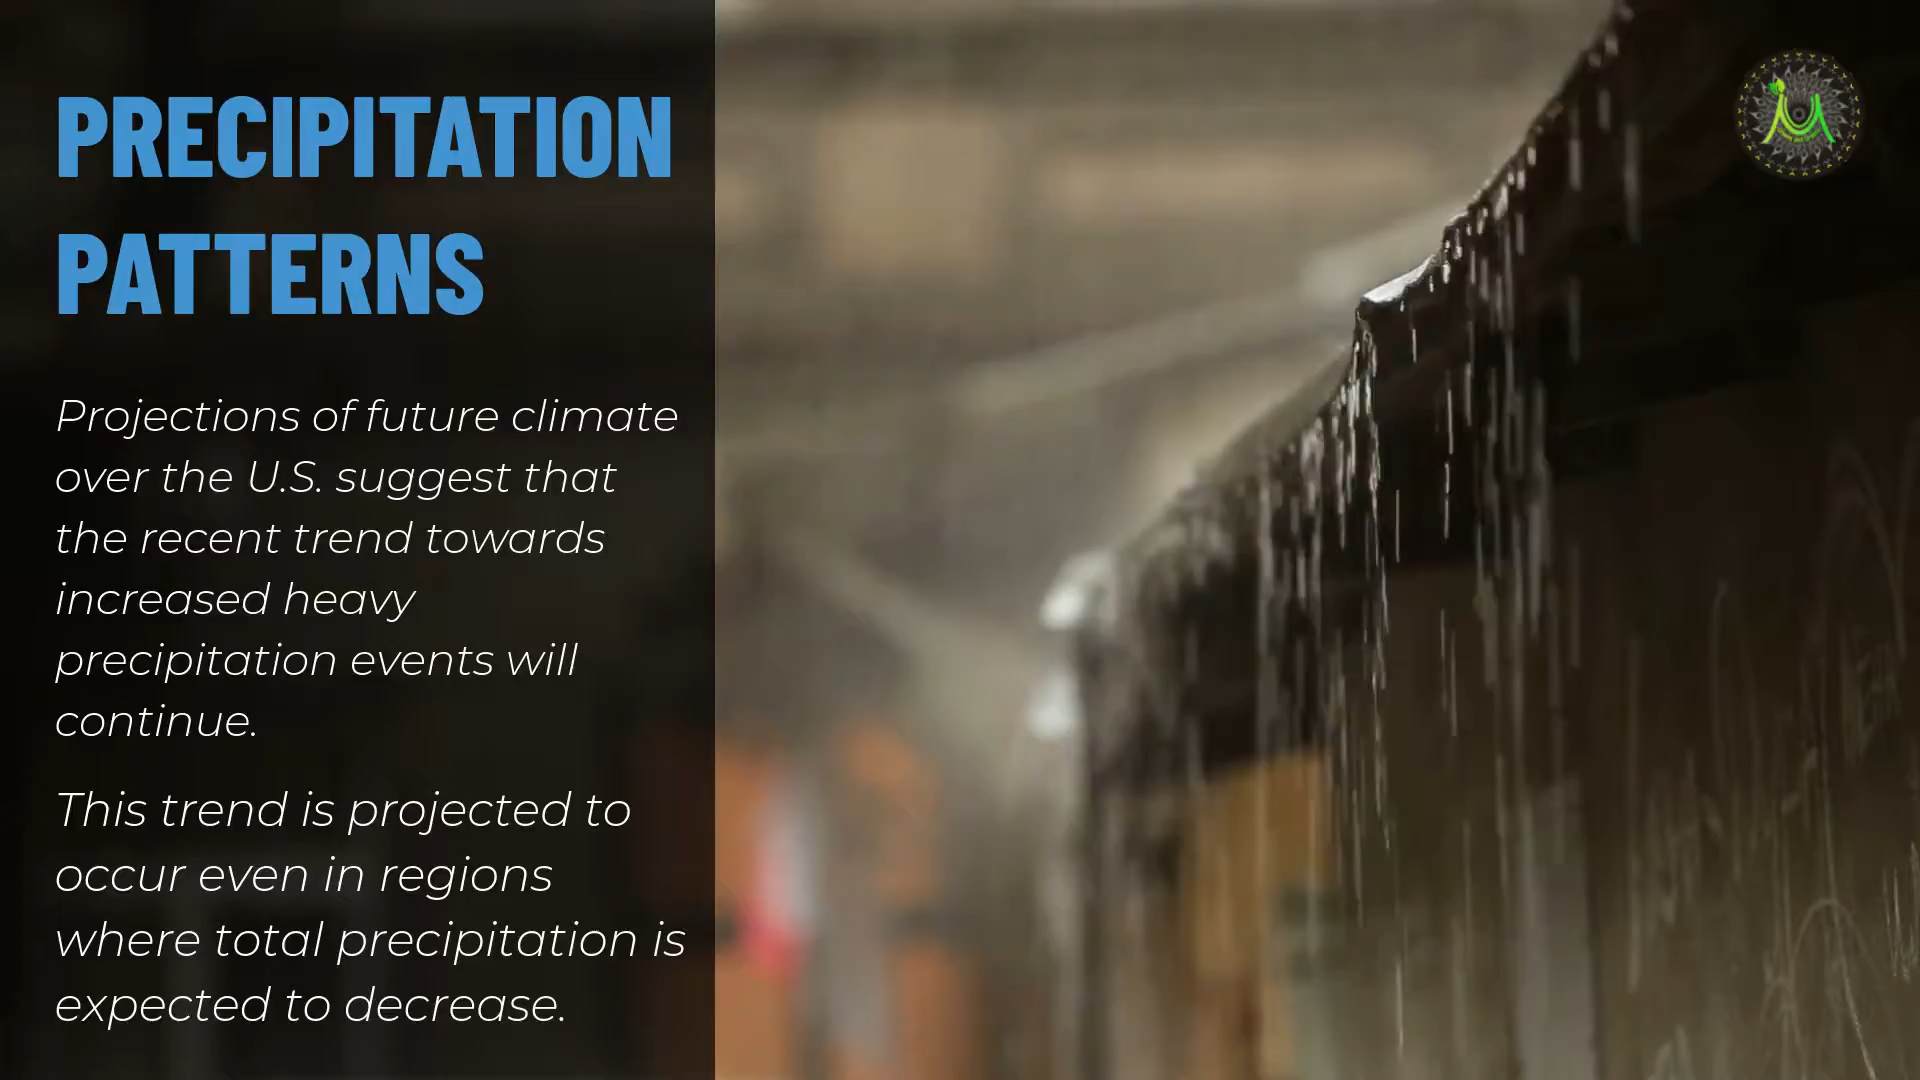 PRECIPITATION
PATTERNS
Projections of future climate
over the U.S. suggest that
the recent trend towards
increased heavy
precipitation events will
continue.
This trend is projected to
occur even in regions
where total precipitation is
expected to decrease.